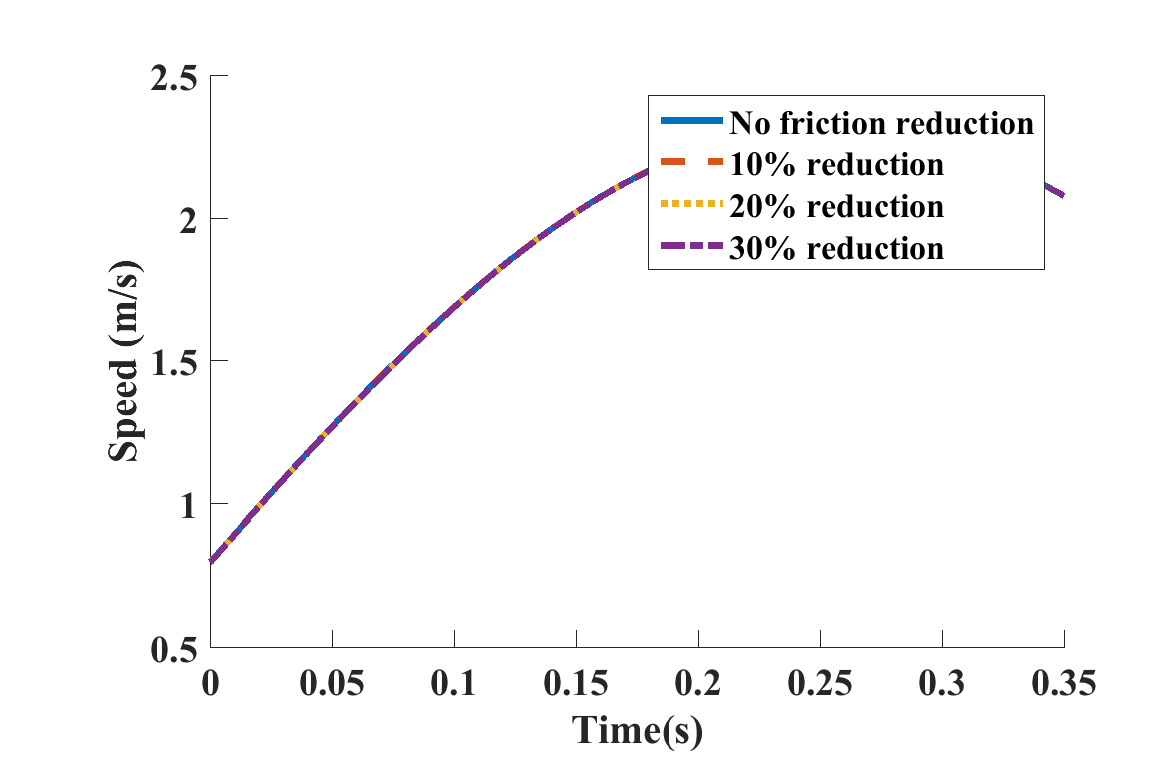 2.5
2
1.5
1
0.5
Speed (m/s)
No friction reduction
10% reduction
20% reduction
30% reduction
0 0.05 0.1 0.15 0.2 0.25 0.3 0.35
Time(s)